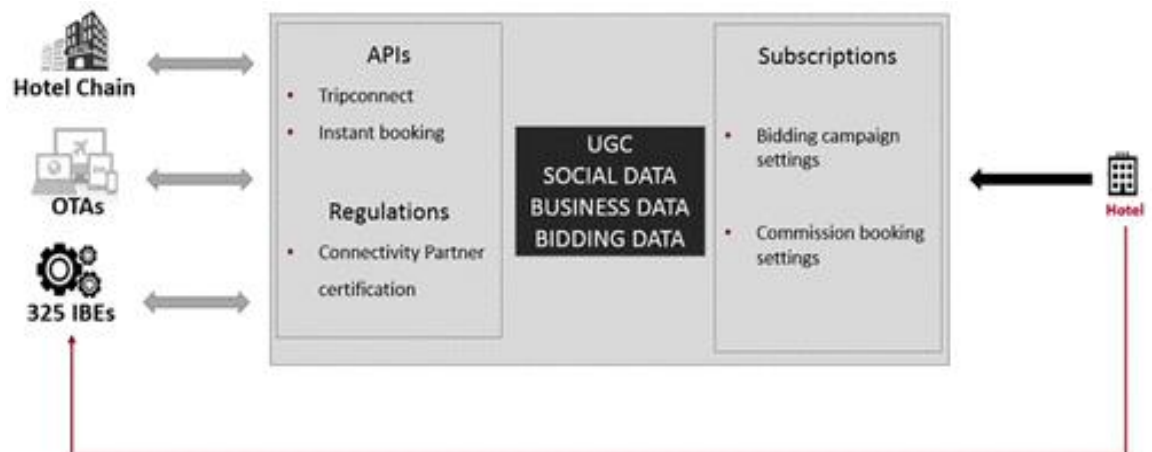 Hotel Chain
OTAs
325 IBEs
APIs
• Tripconnect
• Instant booking
Regulations
• Connectivity Partner
certification
UGC
SOCIAL DATA
BUSINESS DATA
BIDDING DATA
Subscriptions
• Bidding campaign
settings
• Commission booking
settings
Hotel